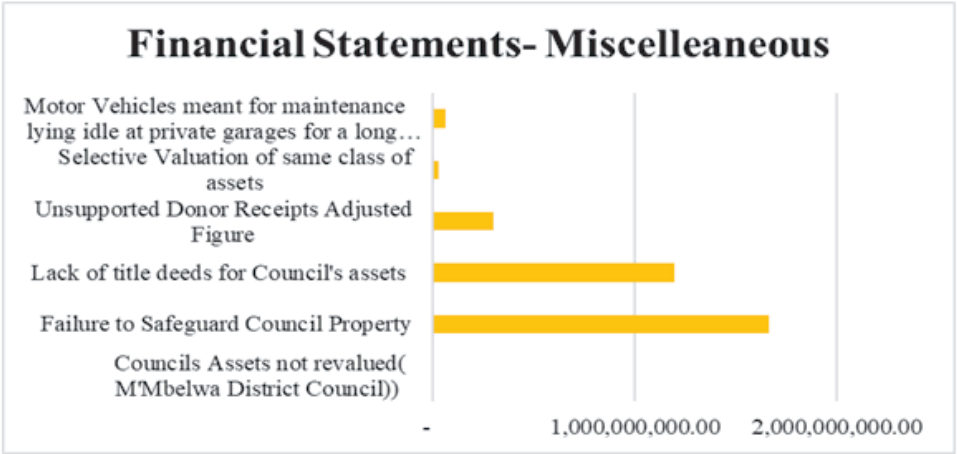 Financial Statements- Miscelleaneous
Motor Vehicles meant for maintenance
lying idle at private garages for a long…
Selective Valuation of same class of
assets
Unsupported Donor Receipts Adjusted
Figure
Lack of title deeds for Council's assets
Failure to Safeguard Council Property
Councils Assets not revalued(
M'Mbelwa District Council))
- 1,000,000,000.00 2,000,000,000.00